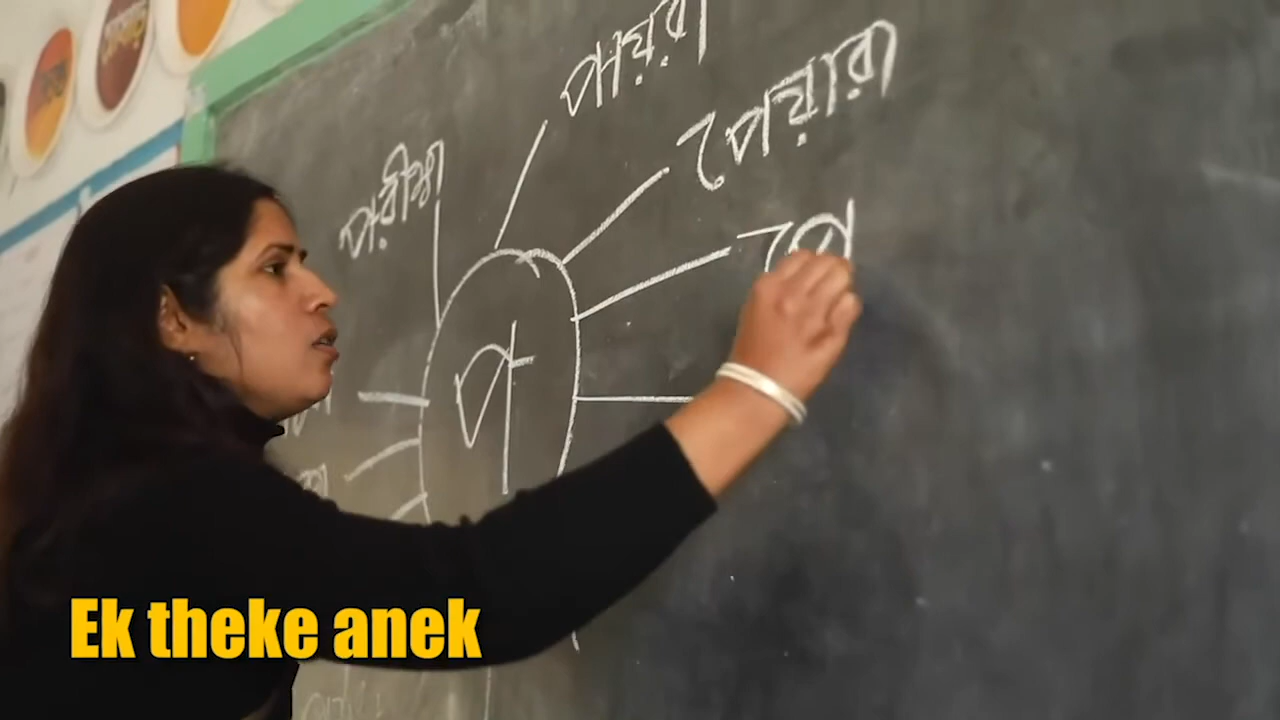 পায়রা
পেয়ারা
পরীক্ষা
পে
প
Ek theke anek